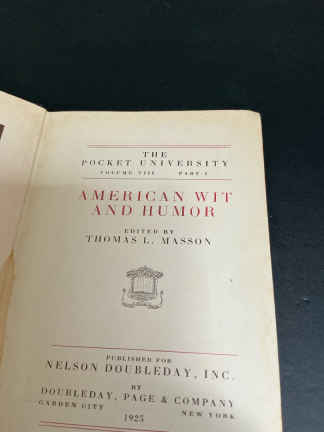 THE
POCKET UNIVERSITY
VOLUME VIII PART I
AMERICAN WIT
AND HUMOR
EDITED BY
THOMAS L. MASSON
PUBLISHED FOR
NELSON DOUBLEDAY, INC.
BY
DOUBLEDAY, PAGE & COMPANY
GARDEN CITY NEW YORK
1925